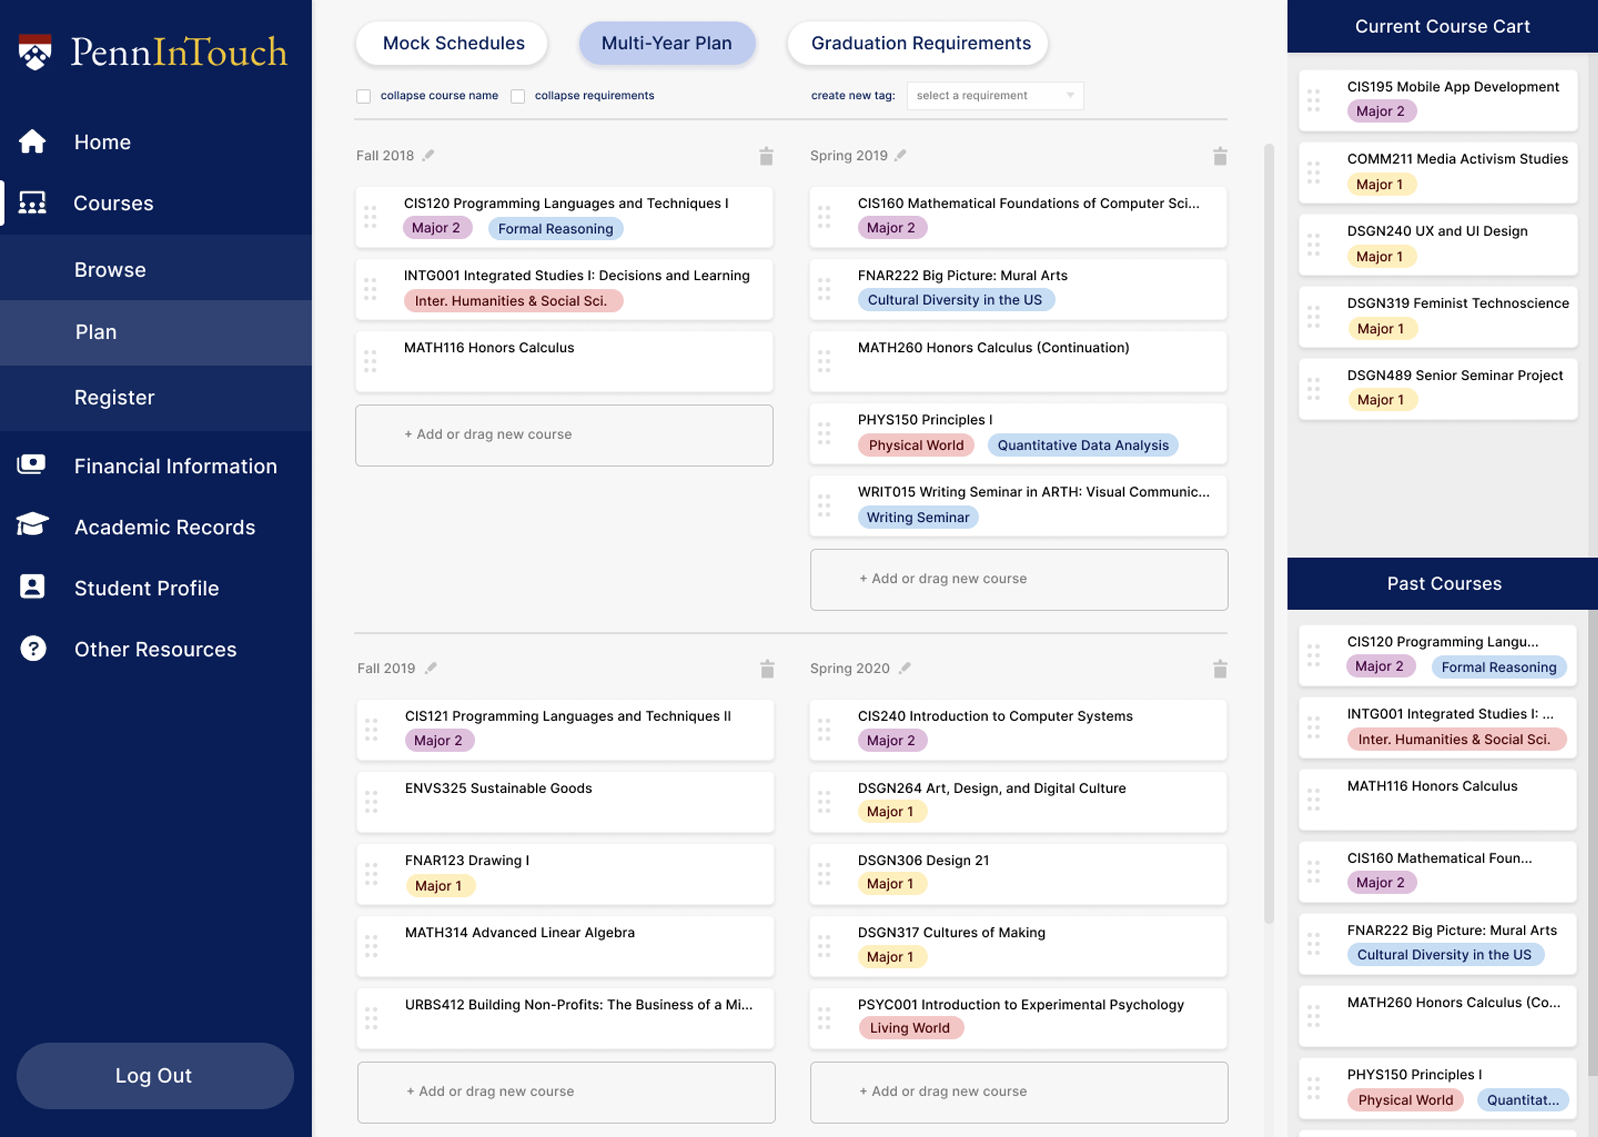 PennInTouch
Home
Courses
Browse
Plan
Register
Financial Information
Academic Records
Student Profile
Other Resources
Log Out
Mock Schedules
Multi-Year Plan
Graduation Requirements
collapse course name
collapse requirements
create new tag:
select a requirement
Fall 2018
CIS120 Programming Languages and Techniques I
Major 2
Formal Reasoning
INTG001 Integrated Studies I: Decisions and Learning
Inter. Humanities & Social Sci.
MATH116 Honors Calculus
+ Add or drag new course
Spring 2019
CIS160 Mathematical Foundations of Computer Sci...
Major 2
FNAR222 Big Picture: Mural Arts
Cultural Diversity in the US
MATH260 Honors Calculus (Continuation)
PHYS150 Principles I
Physical World
Quantitative Data Analysis
WRIT015 Writing Seminar in ARTH: Visual Communic...
Writing Seminar
+ Add or drag new course
Fall 2019
CIS121 Programming Languages and Techniques II
Major 2
ENVS325 Sustainable Goods
FNAR123 Drawing I
Major 1
MATH314 Advanced Linear Algebra
URBS412 Building Non-Profits: The Business of a Mi...
+ Add or drag new course
Spring 2020
CIS240 Introduction to Computer Systems
Major 2
DSGN264 Art, Design, and Digital Culture
Major 1
DSGN306 Design 21
Major 1
DSGN317 Cultures of Making
Major 1
PSYC001 Introduction to Experimental Psychology
Living World
+ Add or drag new course
Current Course Cart
CIS195 Mobile App Development
Major 2
COMM211 Media Activism Studies
Major 1
DSGN240 UX and UI Design
Major 1
DSGN319 Feminist Technoscience
Major 1
DSGN489 Senior Seminar Project
Major 1
Past Courses
CIS120 Programming Langu...
Major 2
Formal Reasoning
INTG001 Integrated Studies I: ...
Inter. Humanities & Social Sci.
MATH116 Honors Calculus
CIS160 Mathematical Foun...
Major 2
FNAR222 Big Picture: Mural Arts
Cultural Diversity in the US
MATH260 Honors Calculus (Co...
PHYS150 Principles I
Physical World
Quantitat...